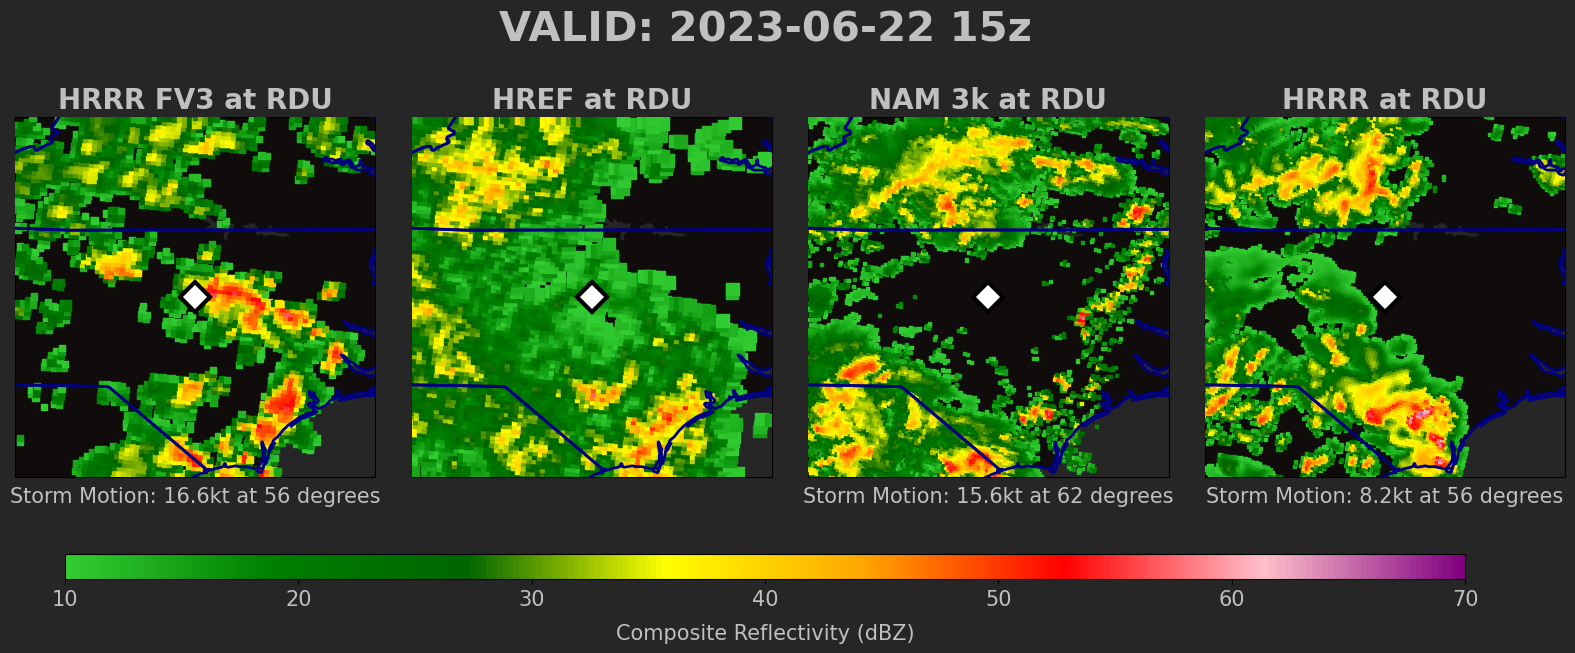 VALID: 2023-06-22 15z
HRRR FV3 at RDU
HREF at RDU
NAM 3k at RDU
HRRR at RDU
Storm Motion: 16.6kt at 56 degrees
Storm Motion: 15.6kt at 62 degrees
Storm Motion: 8.2kt at 56 degrees
10 20 30 40 50 60 70
Composite Reflectivity (dBZ)